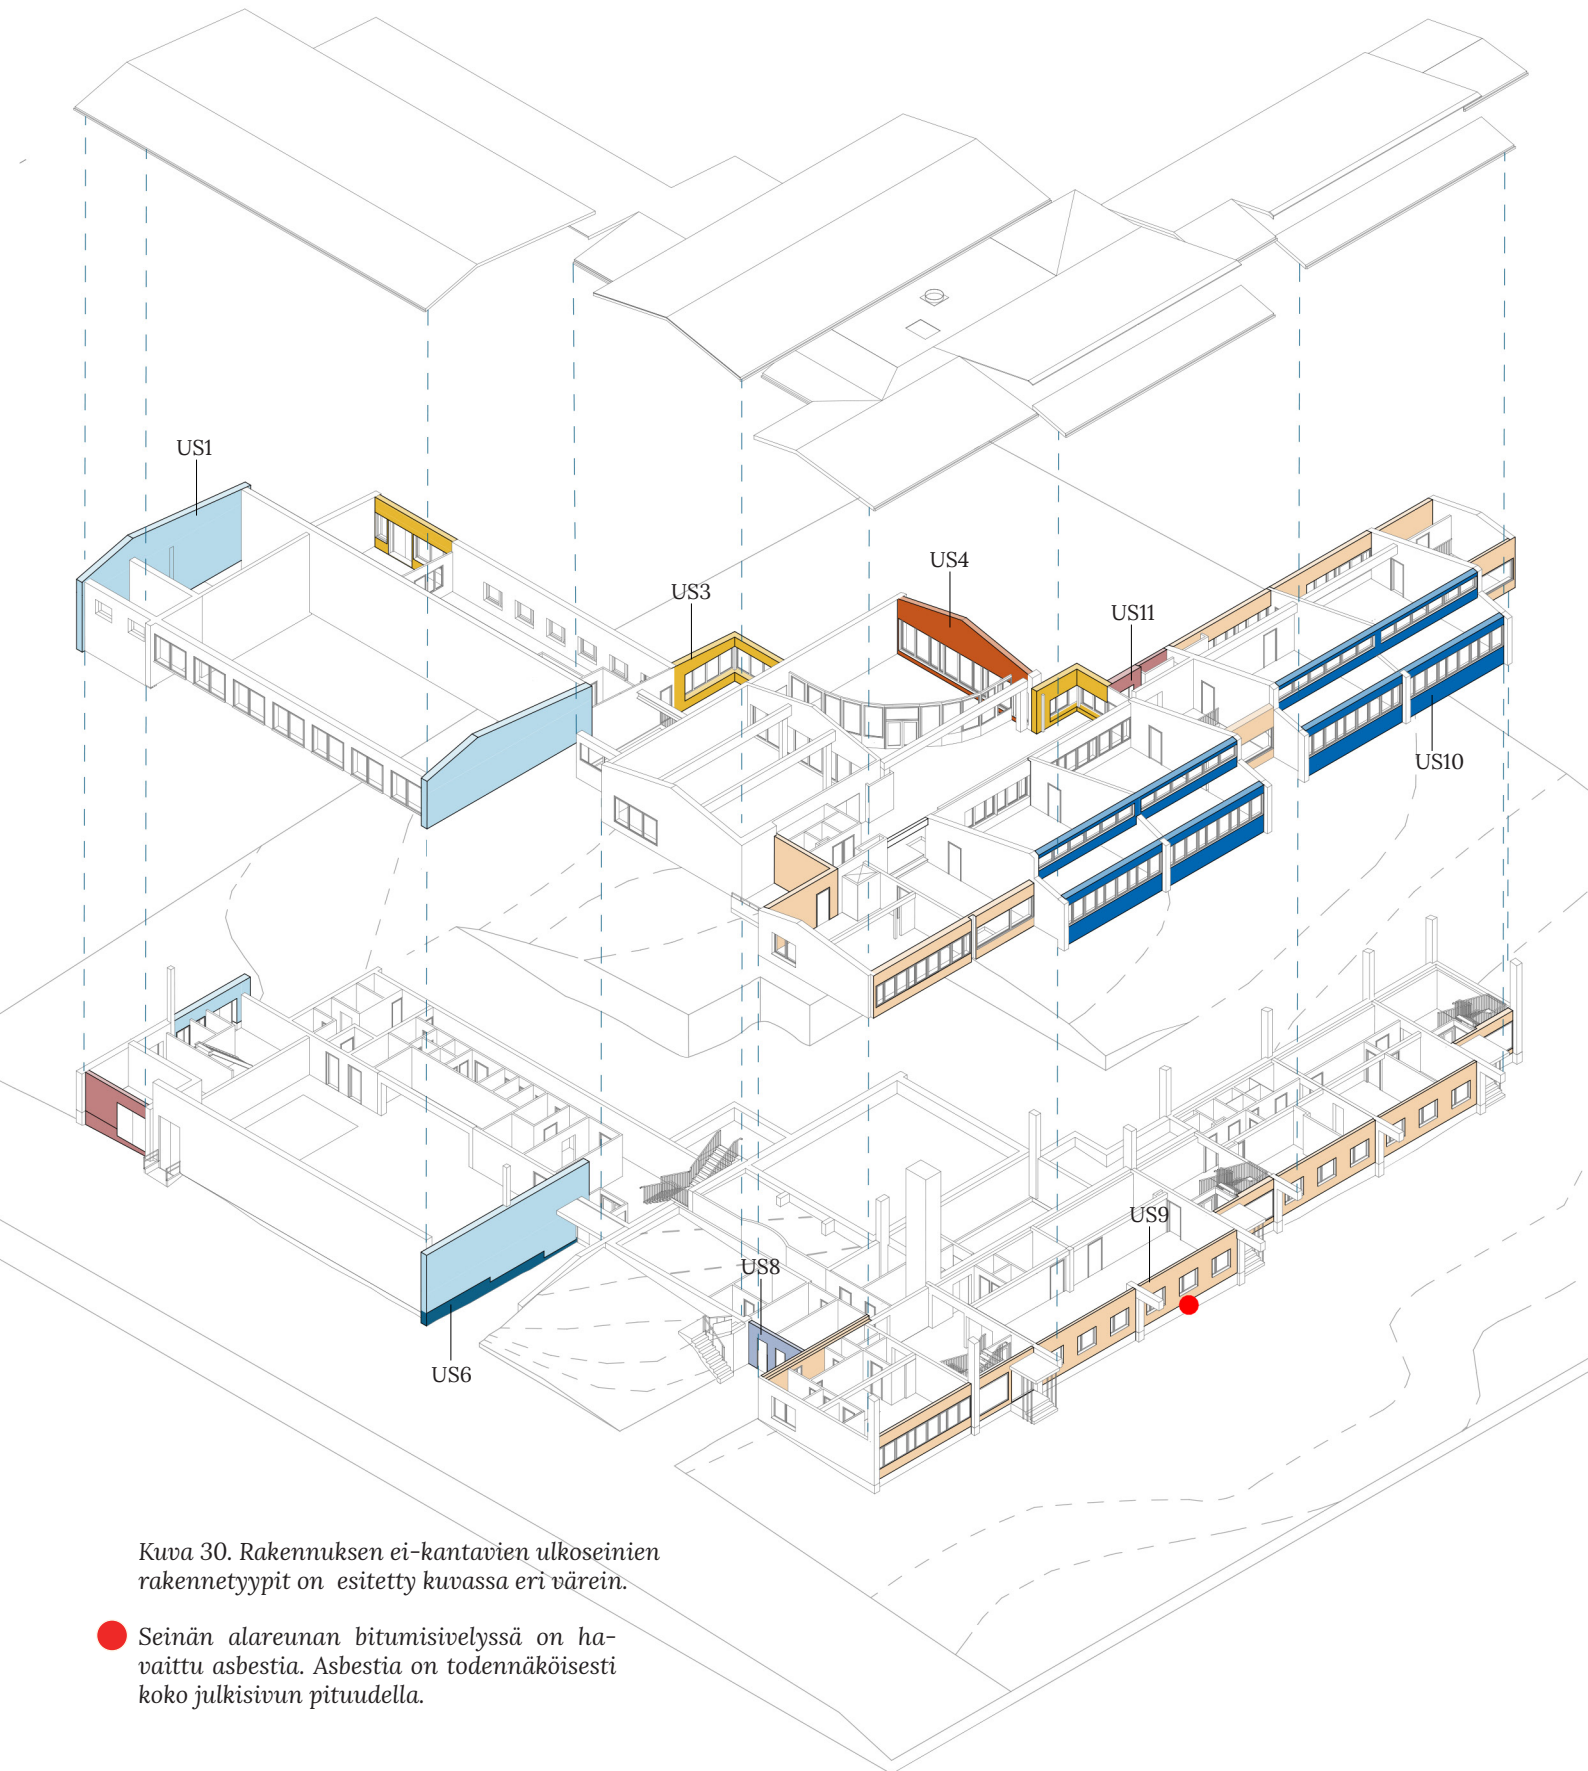 US1
US4
US3
US11
US10
US9
US8
US6
Kuva 30. Rakennuksen ei-kantavien ulkoseinien
rakennetyypit on esitetty kuvassa eri värein.
Seinän alareunan bitumisivelyssä on ha-
vaittu asbestia. Asbestia on todennäköisesti
koko julkisivun pituudella.